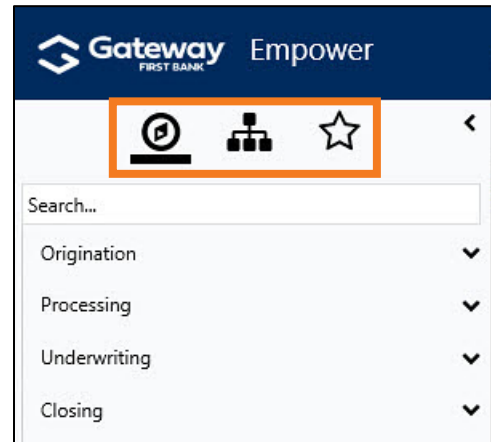 Gateway Empower
FIRST BANK
Search...
Origination
Processing
Underwriting
Closing